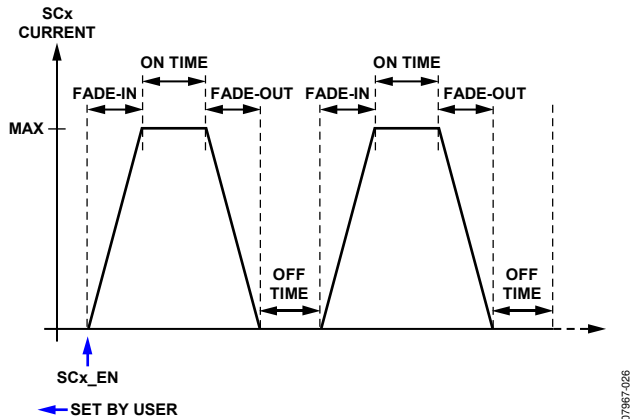 SCx
CURRENT
ON TIME
ON TIME
FADE-IN
FADE-OUT
FADE-IN
FADE-OUT
MAX
OFF
TIME
OFF
TIME
SCx_EN
SET BY USER
07967-026